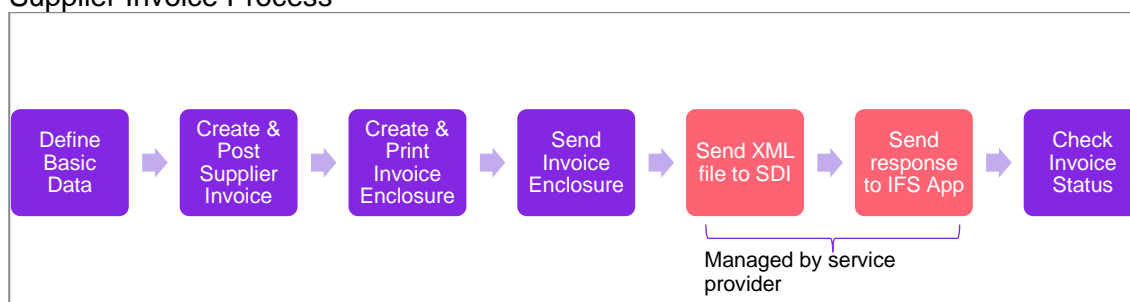 Supplier Invoice Process
Define
Basic
Data
Create &
Post
Supplier
Invoice
Create &
Print
Invoice
Enclosure
Send
Invoice
Enclosure
Send XML
file to SDI
Send
response
to IFS App
Check
Invoice
Status
Managed by service
provider